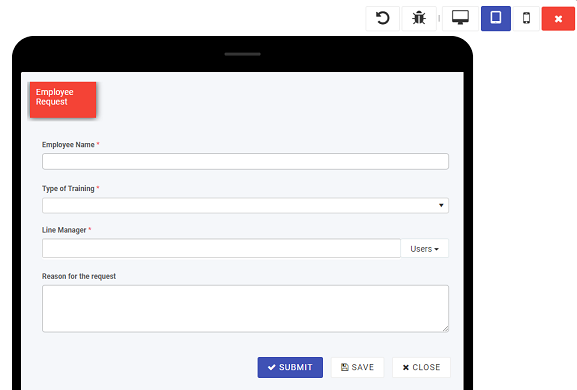 Employee
Request
Employee Name *
Type of Training *
Line Manager *
Users
Reason for the request
SUBMIT
SAVE
CLOSE